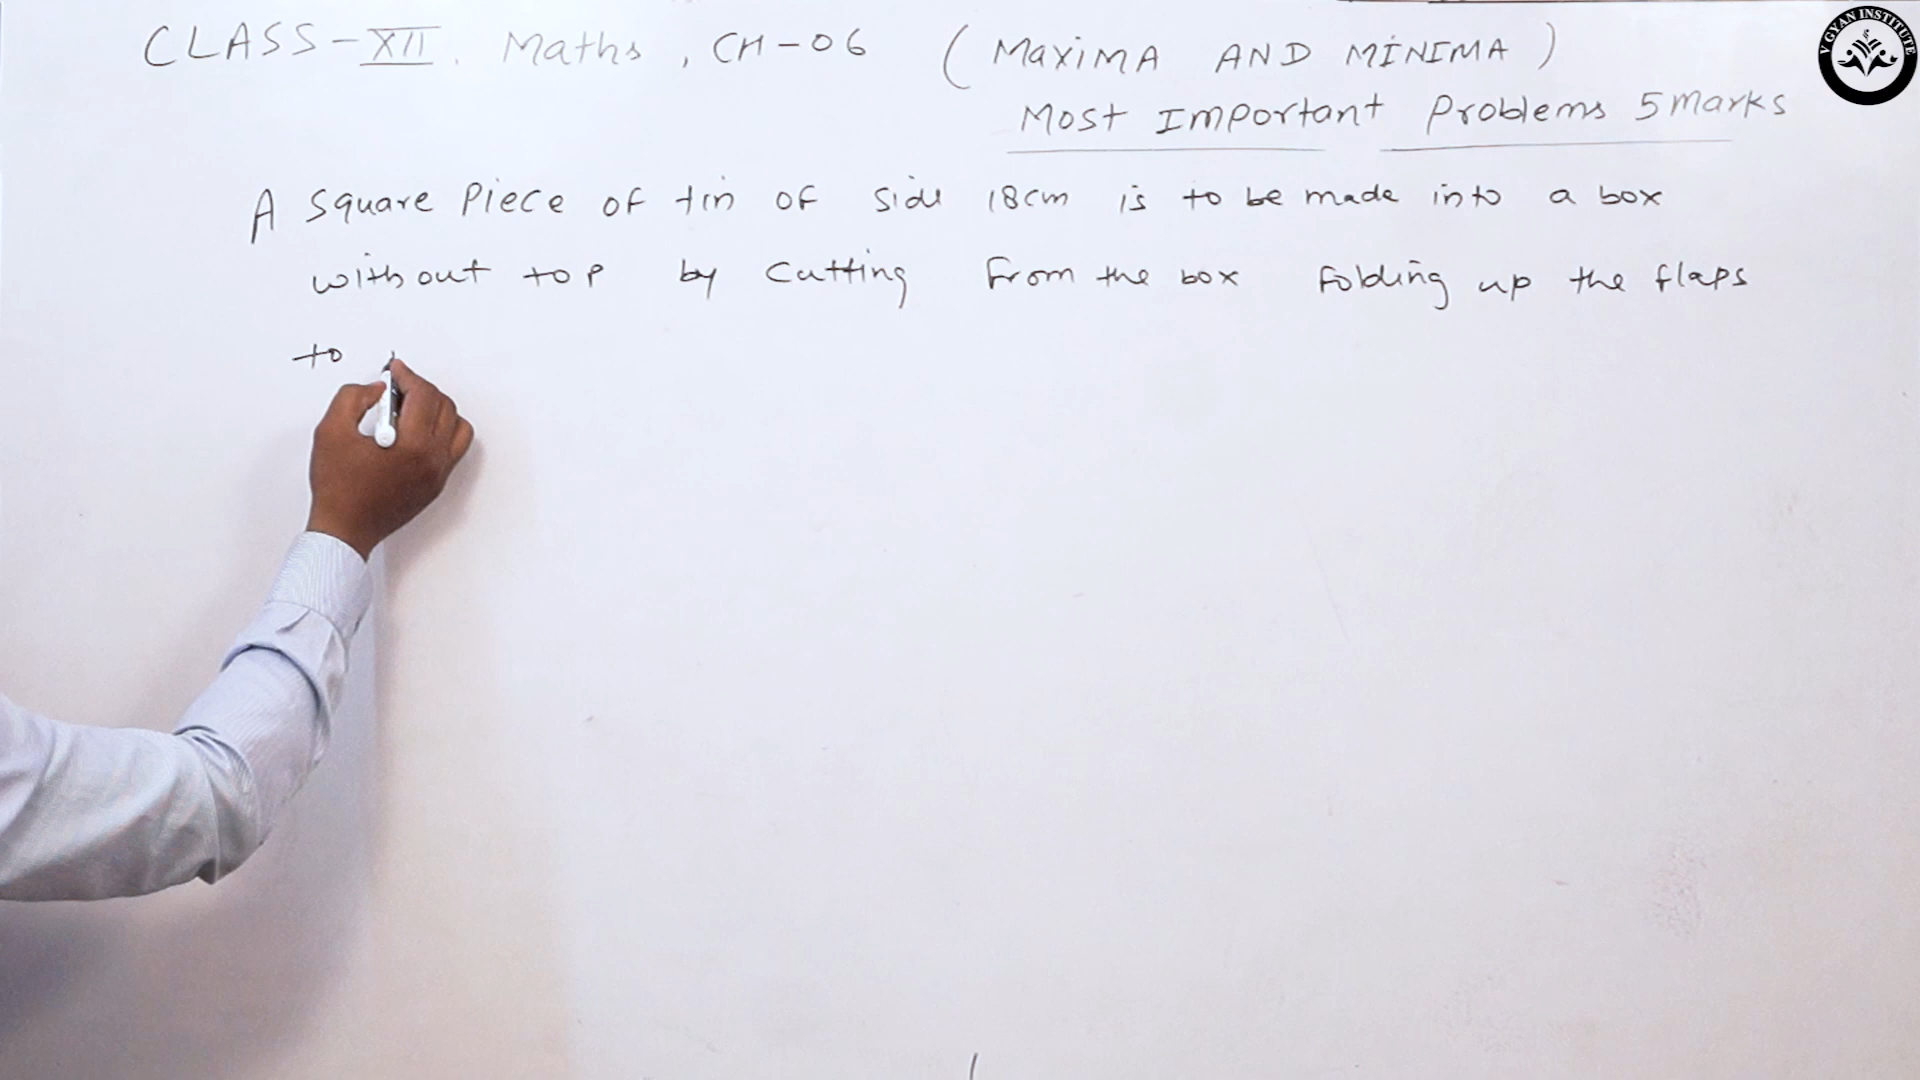 CLASS-XII. Maths, CH-06 (MaxiMA AND MINIMA)
Most Important Problems 5 Marks
A Square Piece of tin of side 18cm is to be made into a box
without top by cutting From the box Folding up the flaps
to
V GYAN INSTITUTE